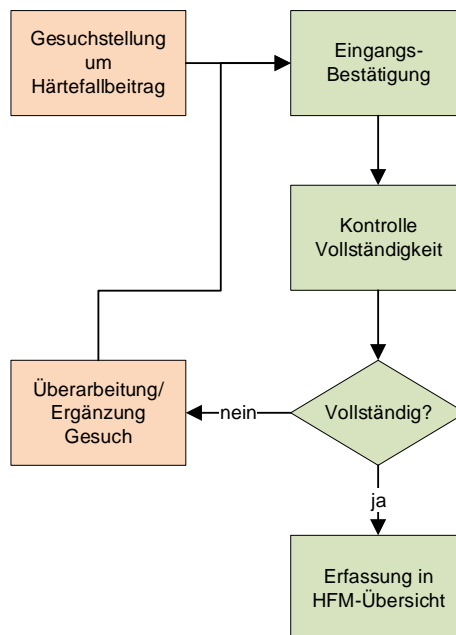 Gesuchstellung
um
Härtefallbeitrag
Eingangs-
Bestätigung
Kontrolle
Vollständigkeit
Überarbeitung/
Ergänzung
Gesuch
nein
Vollständig?
ja
Erfassung in
HFM-Übersicht